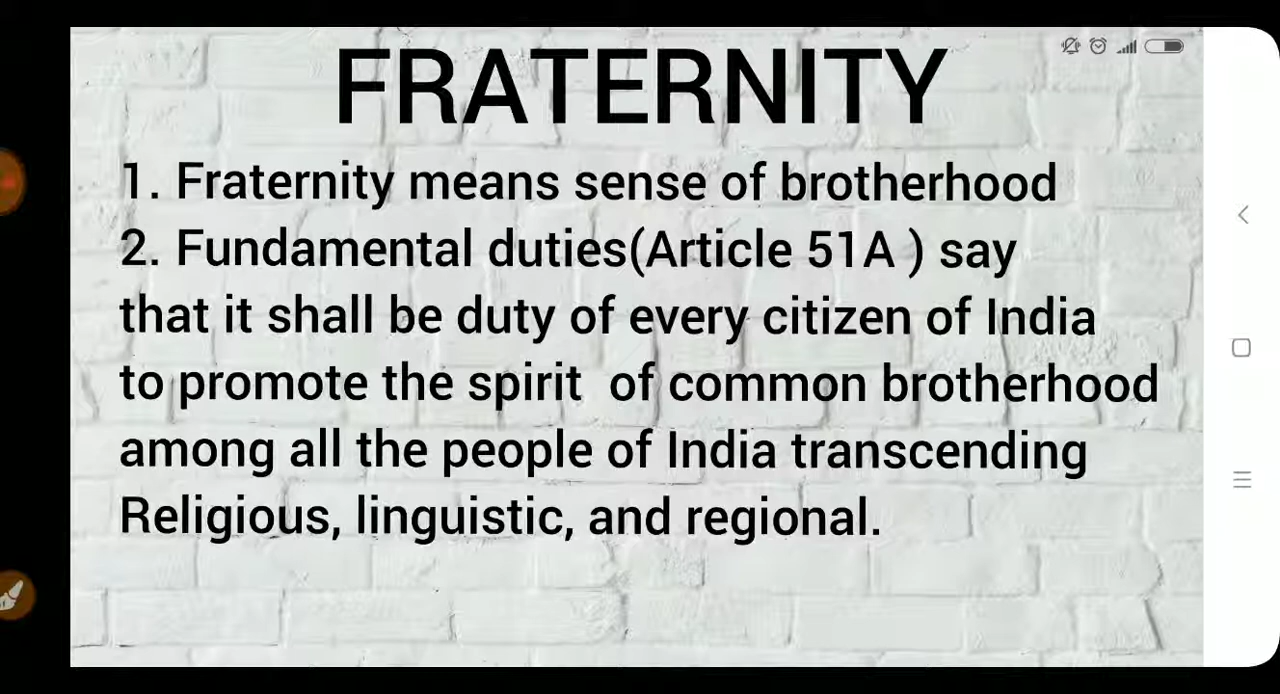 FRATERNITY
1. Fraternity means sense of brotherhood
2. Fundamental duties(Article 51A ) say
that it shall be duty of every citizen of India
to promote the spirit  of common brotherhood
among all the people of India transcending
Religious, linguistic, and regional.